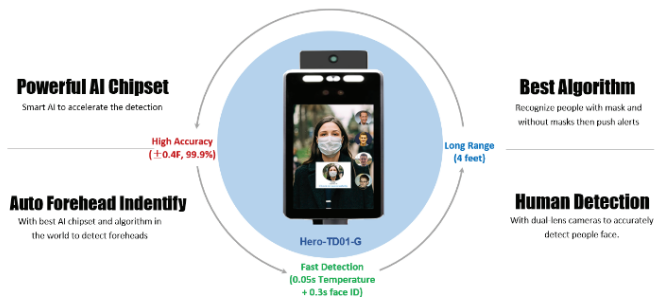 Powerful AI Chipset
Smart AI to accelerate the detection
High Accuracy
(±0.4F, 99.9%)
Auto Forehead Indentify
With best AI chipset and algorithm in
the world to detect foreheads
Hero-TD01-G
Fast Detection
(0.05s Temperature
+ 0.3s face ID)
Best Algorithm
Recognize people with mask and
without masks then push alerts
Long Range
(4 feet)
Human Detection
With dual-lens cameras to accurately
detect people face.